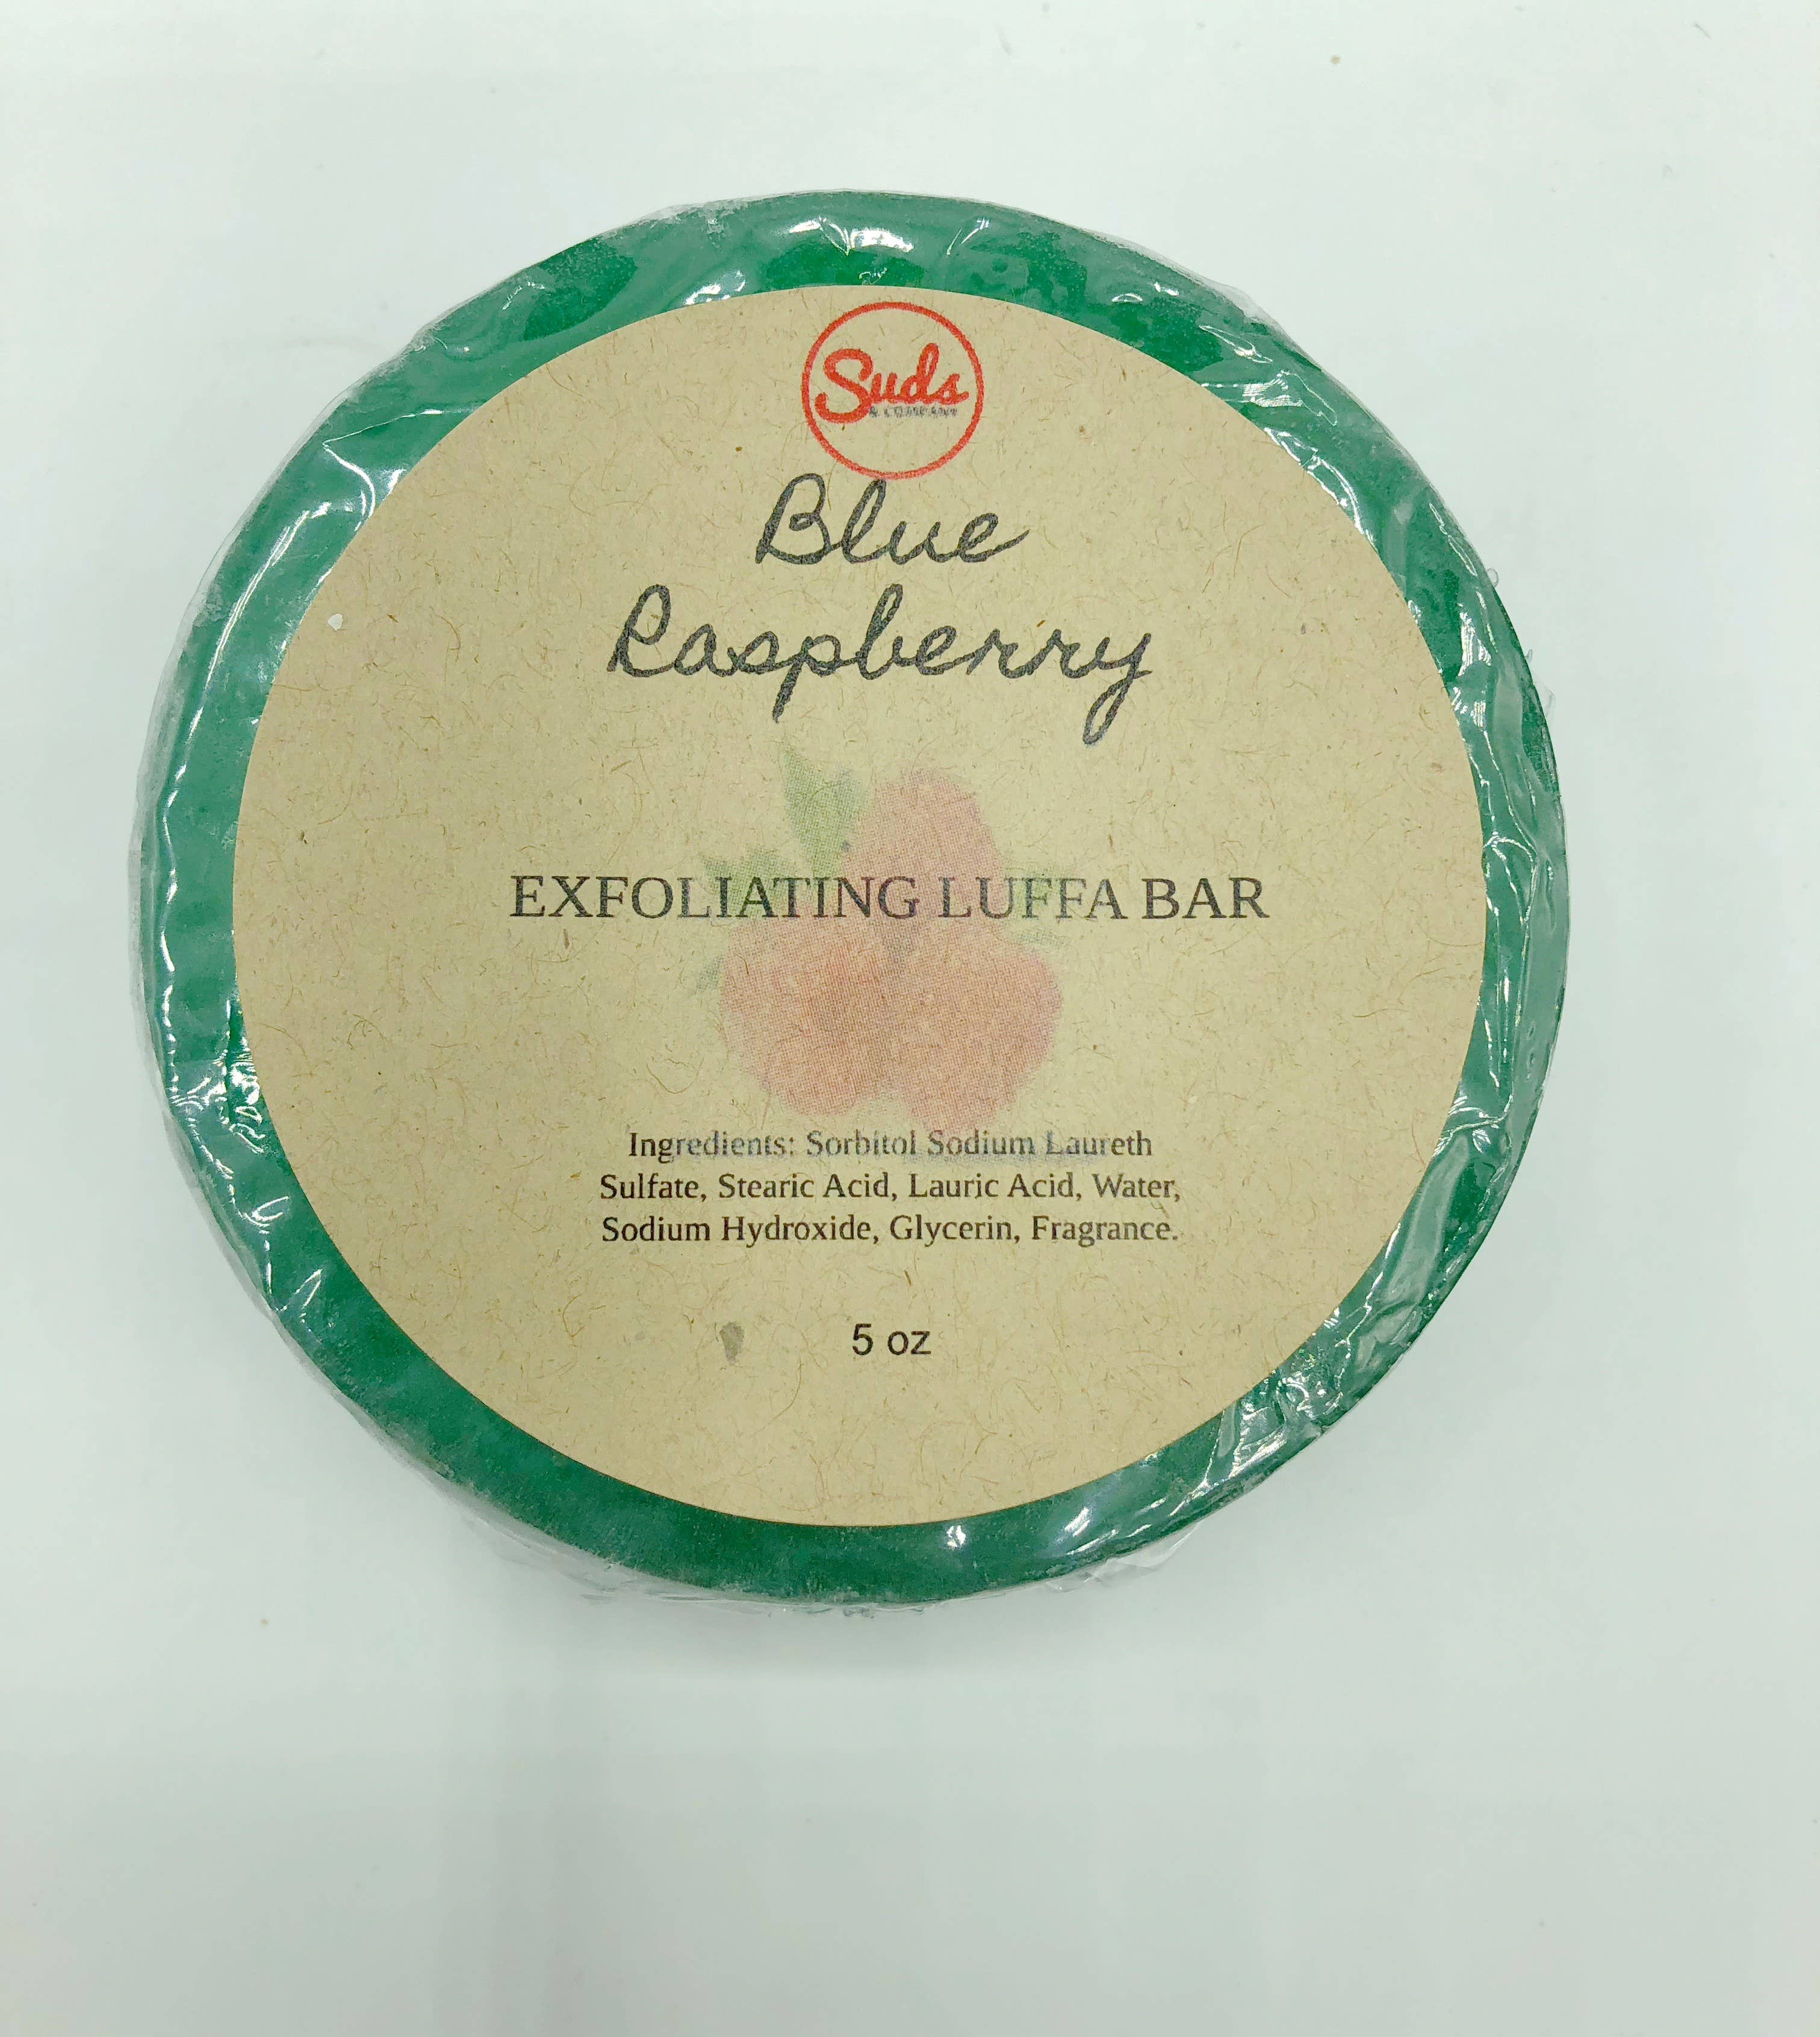 Suds
& COMPANY
Blue
Raspberry
EXFOLIATING LUFFA BAR
Ingredients: Sorbitol Sodium Laureth
Sulfate, Stearic Acid, Lauric Acid, Water,
Sodium Hydroxide, Glycerin, Fragrance.
5 oz